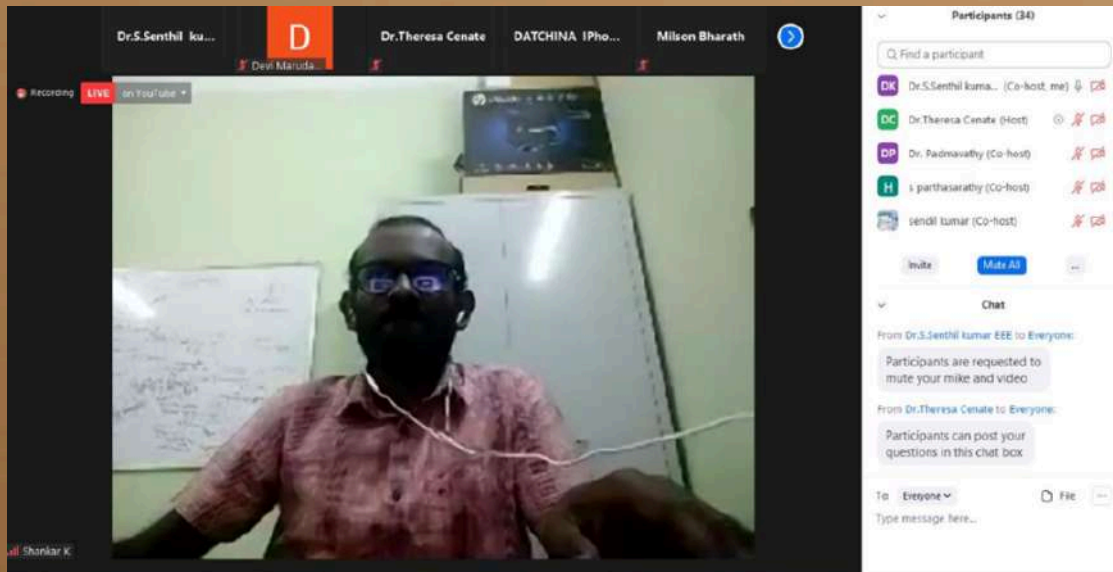 Dr.S.Senthil ku...
D
Devi Maruda...
Dr.Theresa Cenate
DATCHINA IPho...
Milson Bharath
Recording
LIVE
on YouTube
Shankar K
Participants (34)
Find a participant
DK Dr.S.Senthil kuma... (Co-host, me)
DC Dr.Theresa Cenate (Host)
DP Dr. Padmavathy (Co-host)
H s parthasarathy (Co-host)
sendil kumar (Co-host)
Invite
Mute All
...
Chat
From Dr.S.Senthil kumar EEE to Everyone:
Participants are requested to
mute your mike and video
From Dr.Theresa Cenate to Everyone:
Participants can post your
questions in this chat box
To: Everyone
File
...
Type message here...